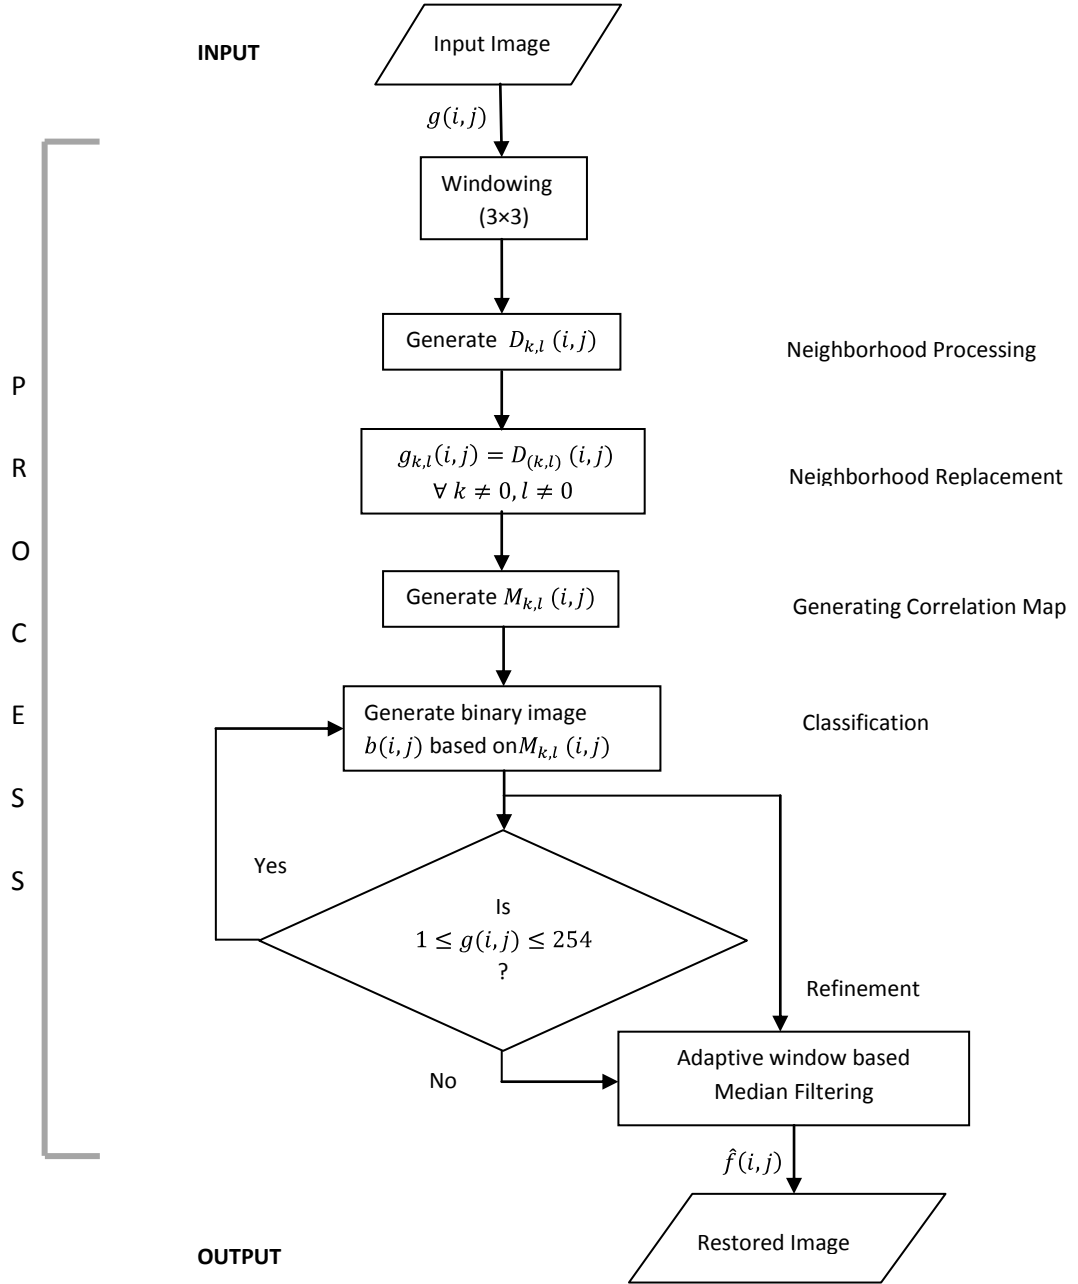 INPUT
Input Image
g(i,j)
Windowing
(3×3)
Generate D_{k,l} (i,j)
Neighborhood Processing
g_{k,l}(i,j) = D_{(k,l)} (i,j)
∀ k ≠ 0, l ≠ 0
Neighborhood Replacement
Generate M_{k,l} (i,j)
Generating Correlation Map
Generate binary image
b(i,j) based on M_{k,l} (i,j)
Classification
P
R
O
C
E
S
S
Yes
Is
1 ≤ g(i,j) ≤ 254
?
Refinement
No
Adaptive window based
Median Filtering
f̂(i,j)
Restored Image
OUTPUT